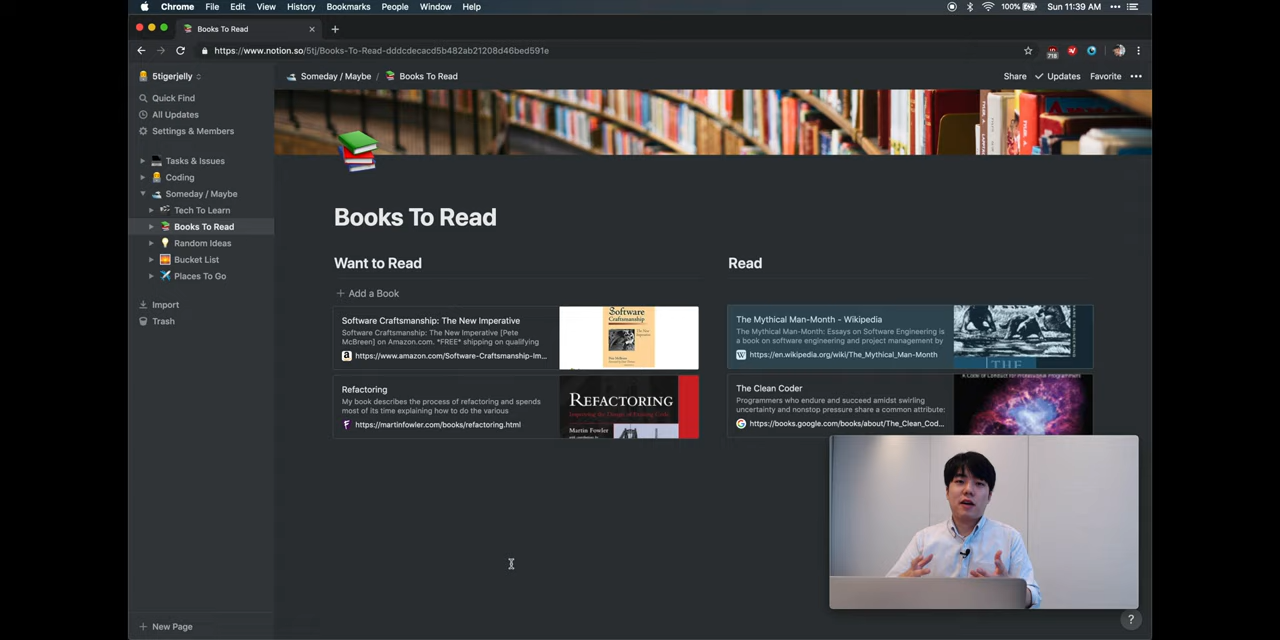 Chrome File Edit View History Bookmarks People Window Help
100% Sun 11:39 AM
Books To Read
https://www.notion.so/5tj/Books-To-Read-dddcdecacd5b482ab21208d46bed591e
718
5tigerjelly
Someday / Maybe / Books To Read
Share Updates Favorite
Quick Find
All Updates
Settings & Members
Tasks & Issues
Coding
Someday / Maybe
Tech To Learn
Books To Read
Random Ideas
Bucket List
Places To Go
Import
Trash
New Page
Books To Read
Want to Read
Add a Book
Software Craftsmanship: The New Imperative
Software Craftsmanship: The New Imperative [Pete
McBreen] on Amazon.com. *FREE* shipping on qualifying
https://www.amazon.com/Software-Craftsmanship-Im...
Software
Craftsmanship
Refactoring
My book describes the process of refactoring and spends
most of its time explaining how to do the various
https://martinfowler.com/books/refactoring.html
REFACTORING
Martin Fowler
Read
The Mythical Man-Month - Wikipedia
The Mythical Man-Month: Essays on Software Engineering is
a book on software engineering and project management by
https://en.wikipedia.org/wiki/The_Mythical_Man-Month
THE
The Clean Coder
Programmers who endure and succeed amidst swirling
uncertainty and nonstop pressure share a common attribute:
https://books.google.com/books/about/The_Clean_Cod...
?